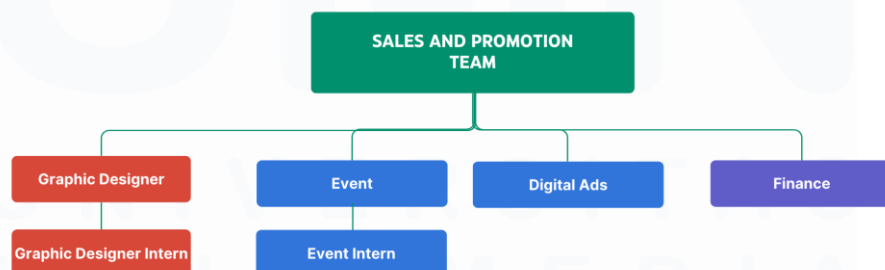 SALES AND PROMOTION
TEAM
Graphic Designer
Event
Digital Ads
Finance
Graphic Designer Intern
Event Intern